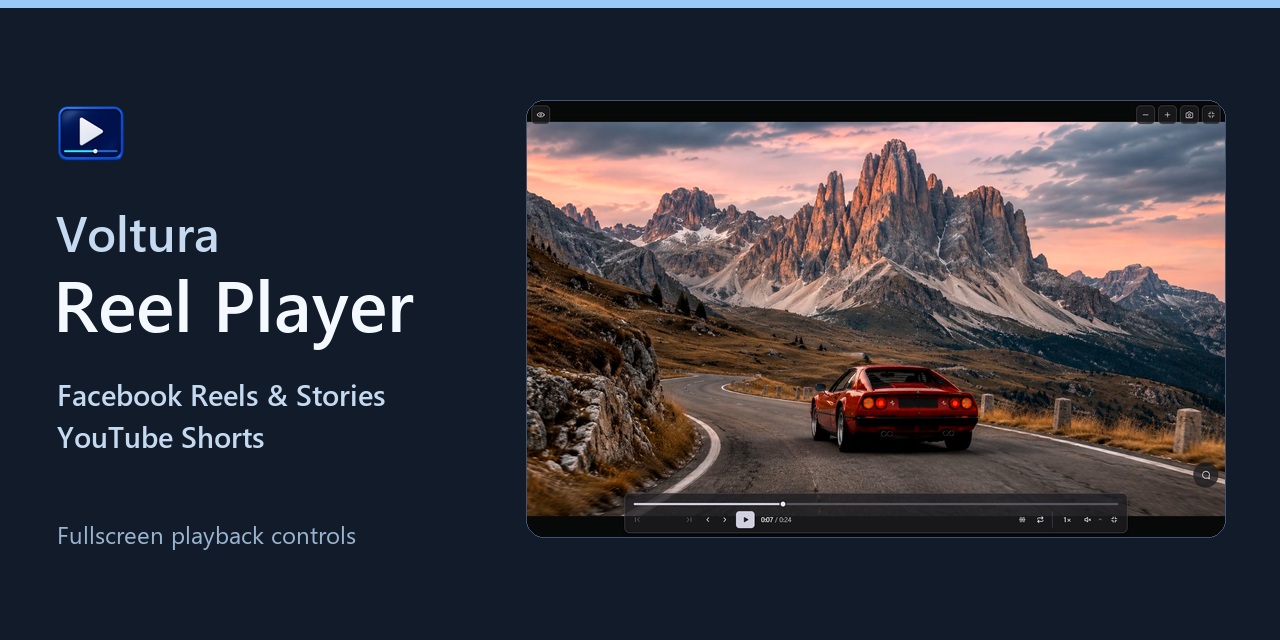 Voltura
Reel Player
Facebook Reels & Stories
YouTube Shorts
Fullscreen playback controls
0:07 / 0:24
1×